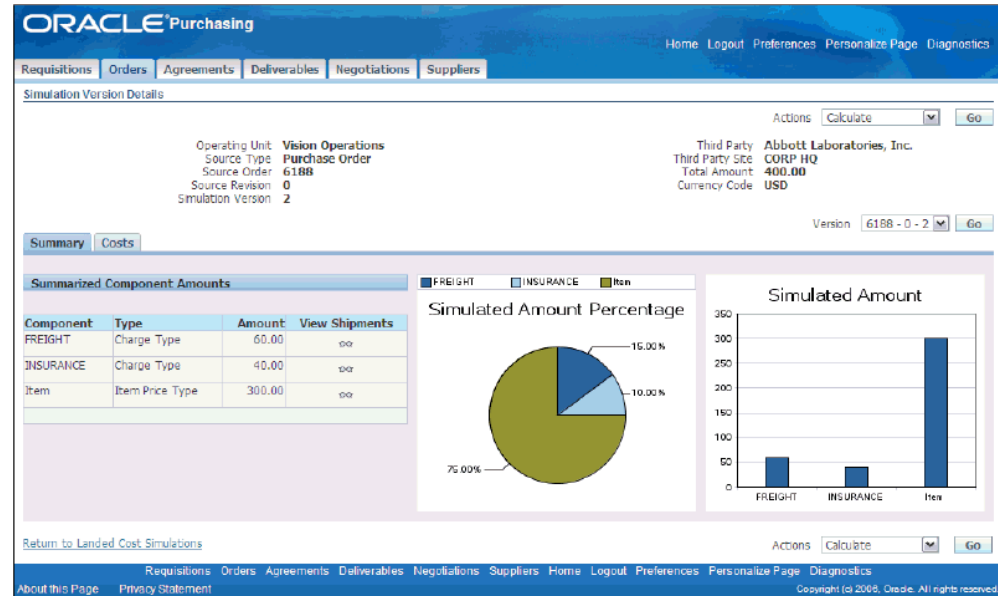 ORACLE Purchasing
Home Logout Preferences Personalize Page Diagnostics
Requisitions Orders Agreements Deliverables Negotiations Suppliers
Simulation Version Details
Actions Calculate Go
Operating Unit Vision Operations
Source Type Purchase Order
Source Order 6188
Source Revision 0
Simulation Version 2
Third Party Abbott Laboratories, Inc.
Third Party Site CORP HQ
Total Amount 400.00
Currency Code USD
Version 6188 - 0 - 2 Go
Summary Costs
Summarized Component Amounts
Component Type Amount View Shipments
FREIGHT Charge Type 60.00
INSURANCE Charge Type 40.00
Item Item Price Type 300.00
FREIGHT INSURANCE Item
Simulated Amount Percentage
15.00%
10.00%
75.00%
Simulated Amount
350
300
250
200
150
100
50
0
FREIGHT INSURANCE Item
Return to Landed Cost Simulations
Actions Calculate Go
Requisitions Orders Agreements Deliverables Negotiations Suppliers Home Logout Preferences Personalize Page Diagnostics
About this Page Privacy Statement
Copyright (c) 2006, Oracle. All rights reserved